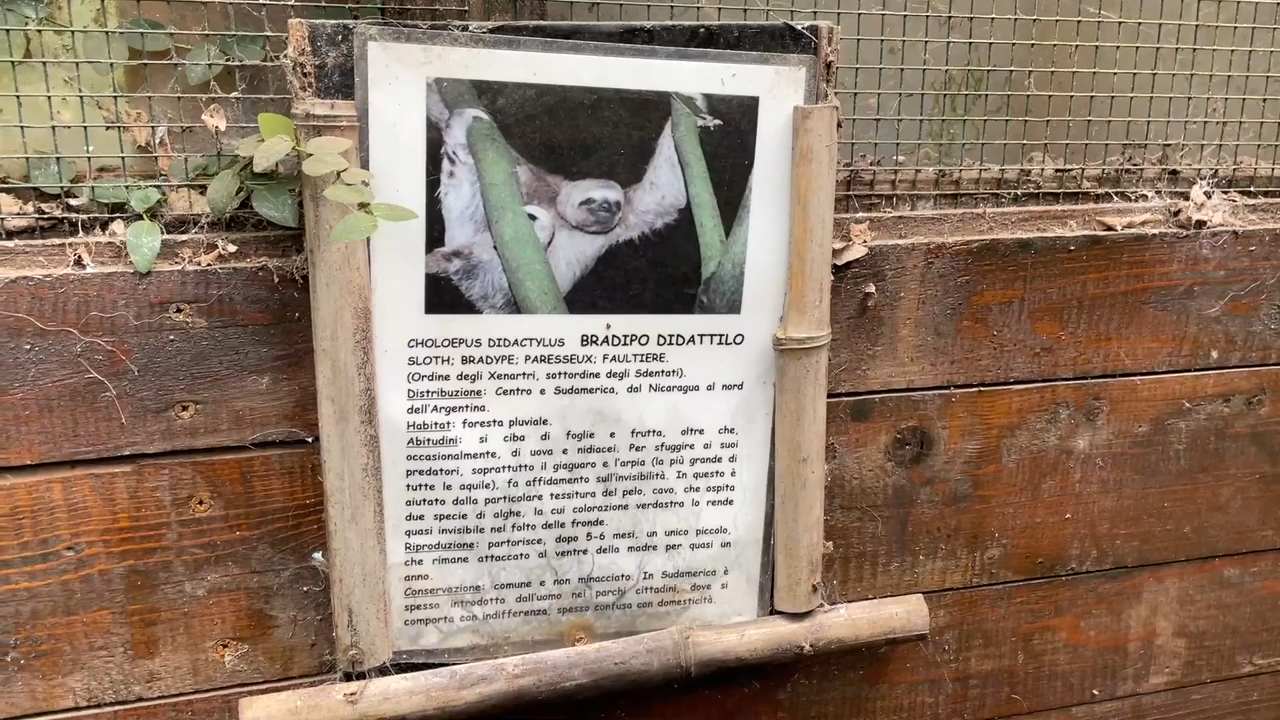 CHOLOEPUS DIDACTYLUS BRADIPO DIDATTILO
SLOTH; BRADYPE; PARESSEUX; FAULTIERE.
(Ordine degli Xenartri, sottordine degli Sdentati).
Distribuzione: Centro e Sudamerica, dal Nicaragua al nord
dell'Argentina.
Habitat: foresta pluviale.
Abitudini: si ciba di foglie e frutta, oltre che,
occasionalmente, di uova e nidiacei. Per sfuggire ai suoi
predatori, soprattutto il giaguaro e l'arpia (la più grande di
tutte le aquile), fa affidamento sull'invisibilità. In questo è
aiutato dalla particolare tessitura del pelo, cavo, che ospita
due specie di alghe, la cui colorazione verdastra lo rende
quasi invisibile nel folto delle fronde.
Riproduzione: partorisce, dopo 5-6 mesi, un unico piccolo,
che rimane attaccato al ventre della madre per quasi un
anno.
Conservazione: comune e non minacciato. In Sudamerica è
spesso introdotto dall'uomo nei parchi cittadini, dove si
comporta con indifferenza, spesso confusa con domesticità.